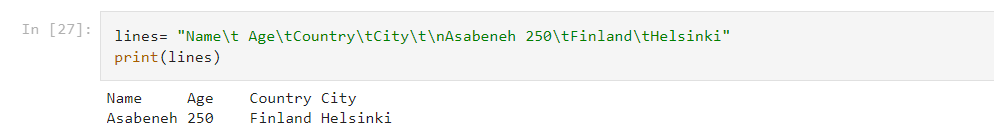 In [27]:
lines= "Name\t Age\tCountry\tCity\t\nAsabeneh 250\tFinland\tHelsinki"
print(lines)
Name     Age    Country City
Asabeneh 250    Finland Helsinki